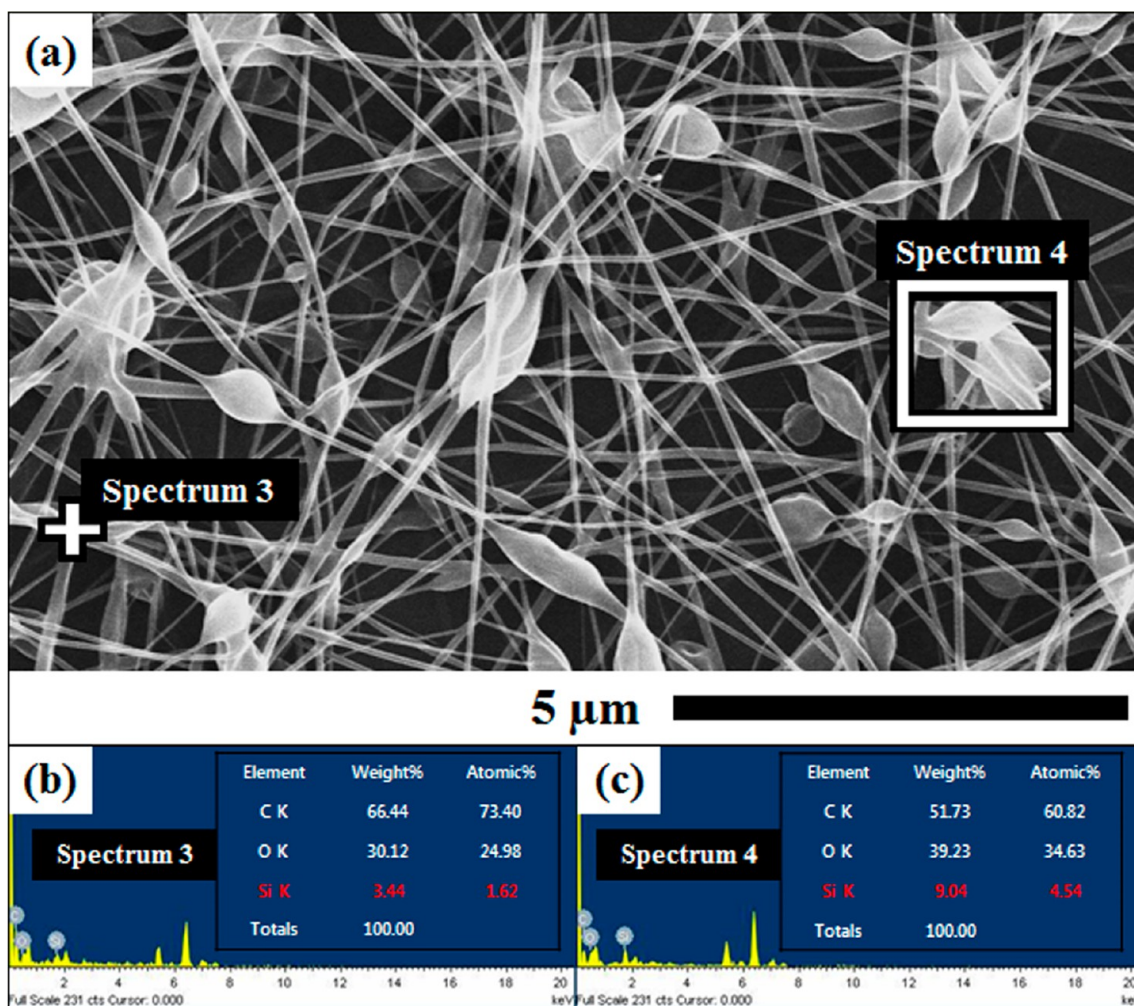 (a)
Spectrum 4
Spectrum 3
5 μm
(b)
Element Weight% Atomic%
C K 66.44 73.40
O K 30.12 24.98
Si K 3.44 1.62
Totals 100.00
Spectrum 3
C
O
Si
2 4 6 8 10 12 14 16 18 20
Full Scale 231 cts Cursor: 0.000 keV
(c)
Element Weight% Atomic%
C K 51.73 60.82
O K 39.23 34.63
Si K 9.04 4.54
Totals 100.00
Spectrum 4
C
O
Si
2 4 6 8 10 12 14 16 18 20
Full Scale 231 cts Cursor: 0.000 keV